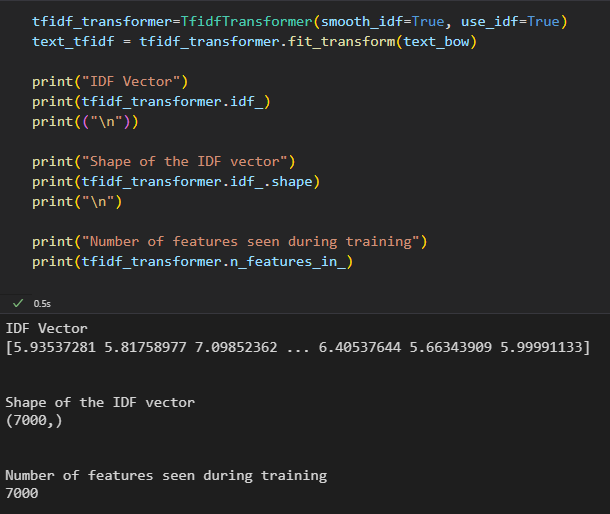 tfidf_transformer=TfidfTransformer(smooth_idf=True, use_idf=True)
text_tfidf = tfidf_transformer.fit_transform(text_bow)
print("IDF Vector")
print(tfidf_transformer.idf_)
print(("\n"))
print("Shape of the IDF vector")
print(tfidf_transformer.idf_.shape)
print("\n")
print("Number of features seen during training")
print(tfidf_transformer.n_features_in_)
0.5s
IDF Vector
[5.93537281 5.81758977 7.09852362 ... 6.40537644 5.66343909 5.99991133]
Shape of the IDF vector
(7000,)
Number of features seen during training
7000